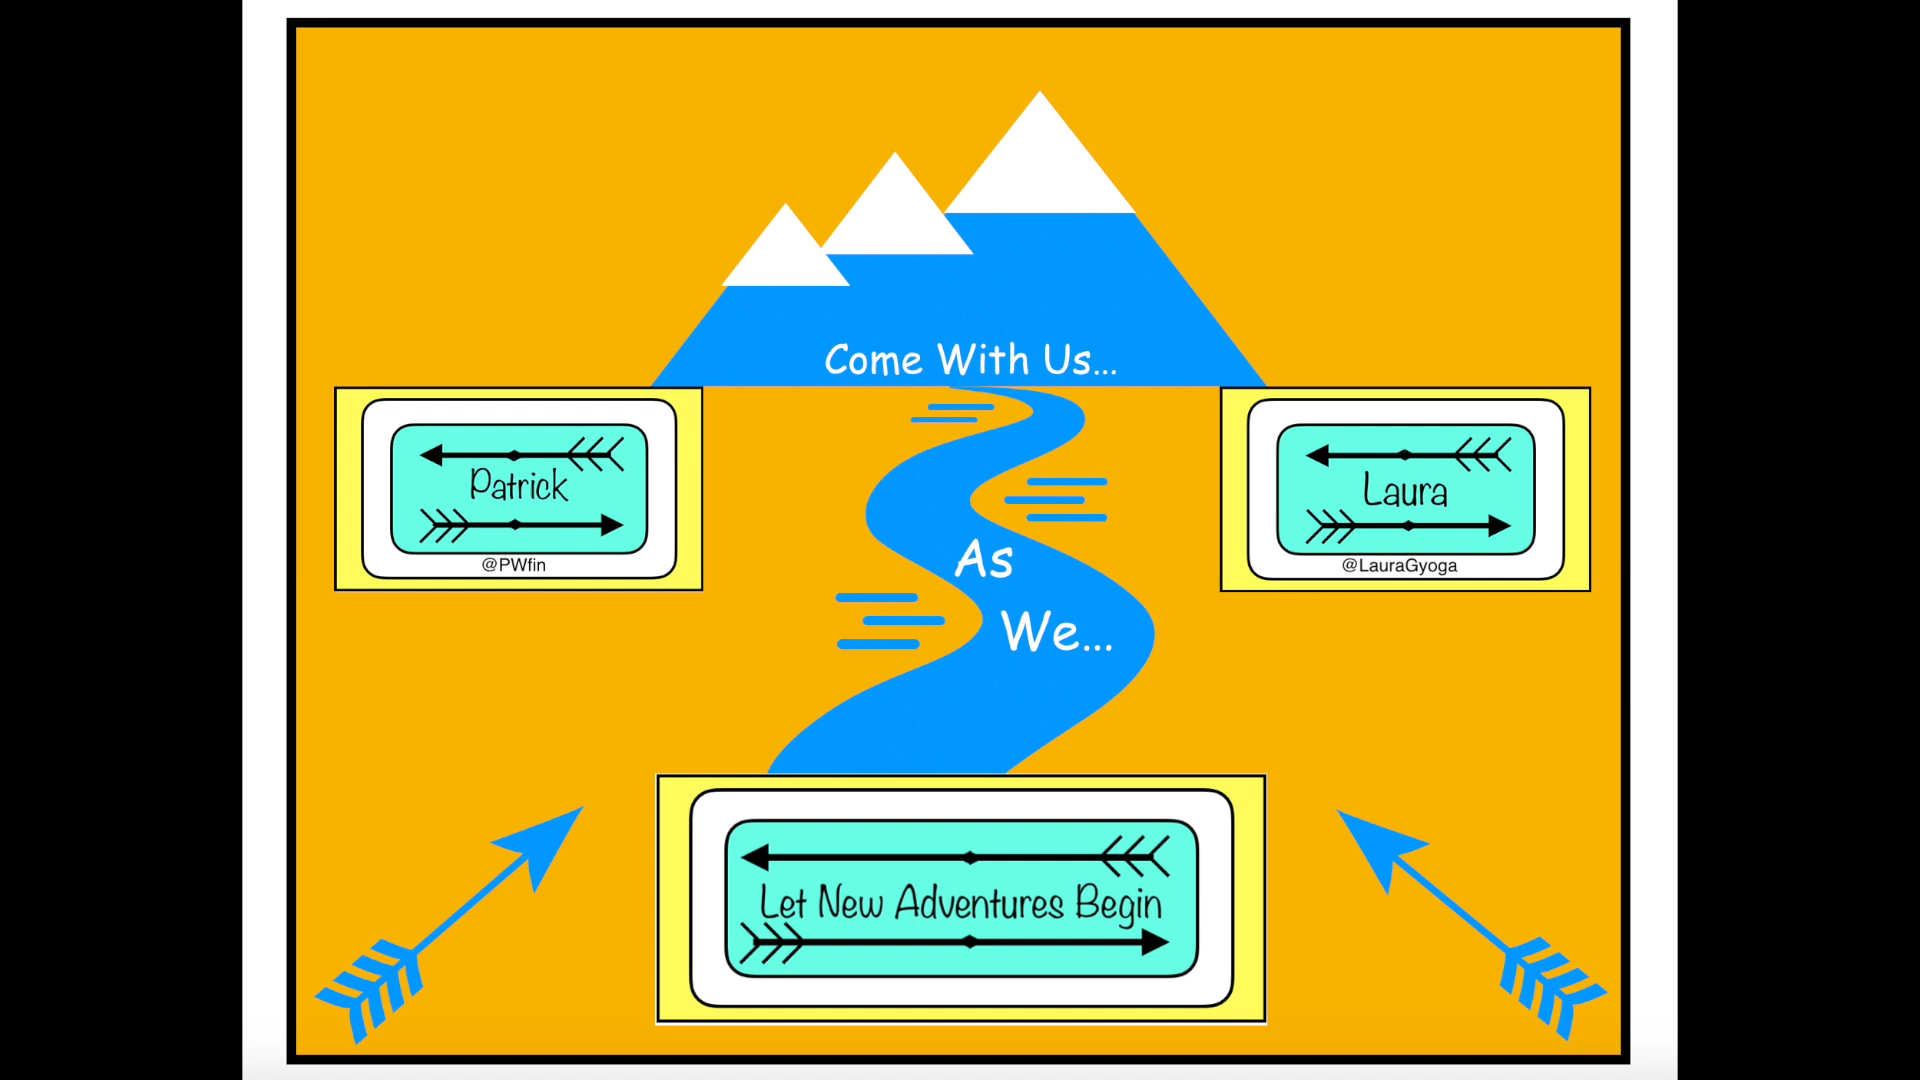 Come With Us...
Patrick
@PWfin
Laura
@LauraGyoga
As
We...
Let New Adventures Begin